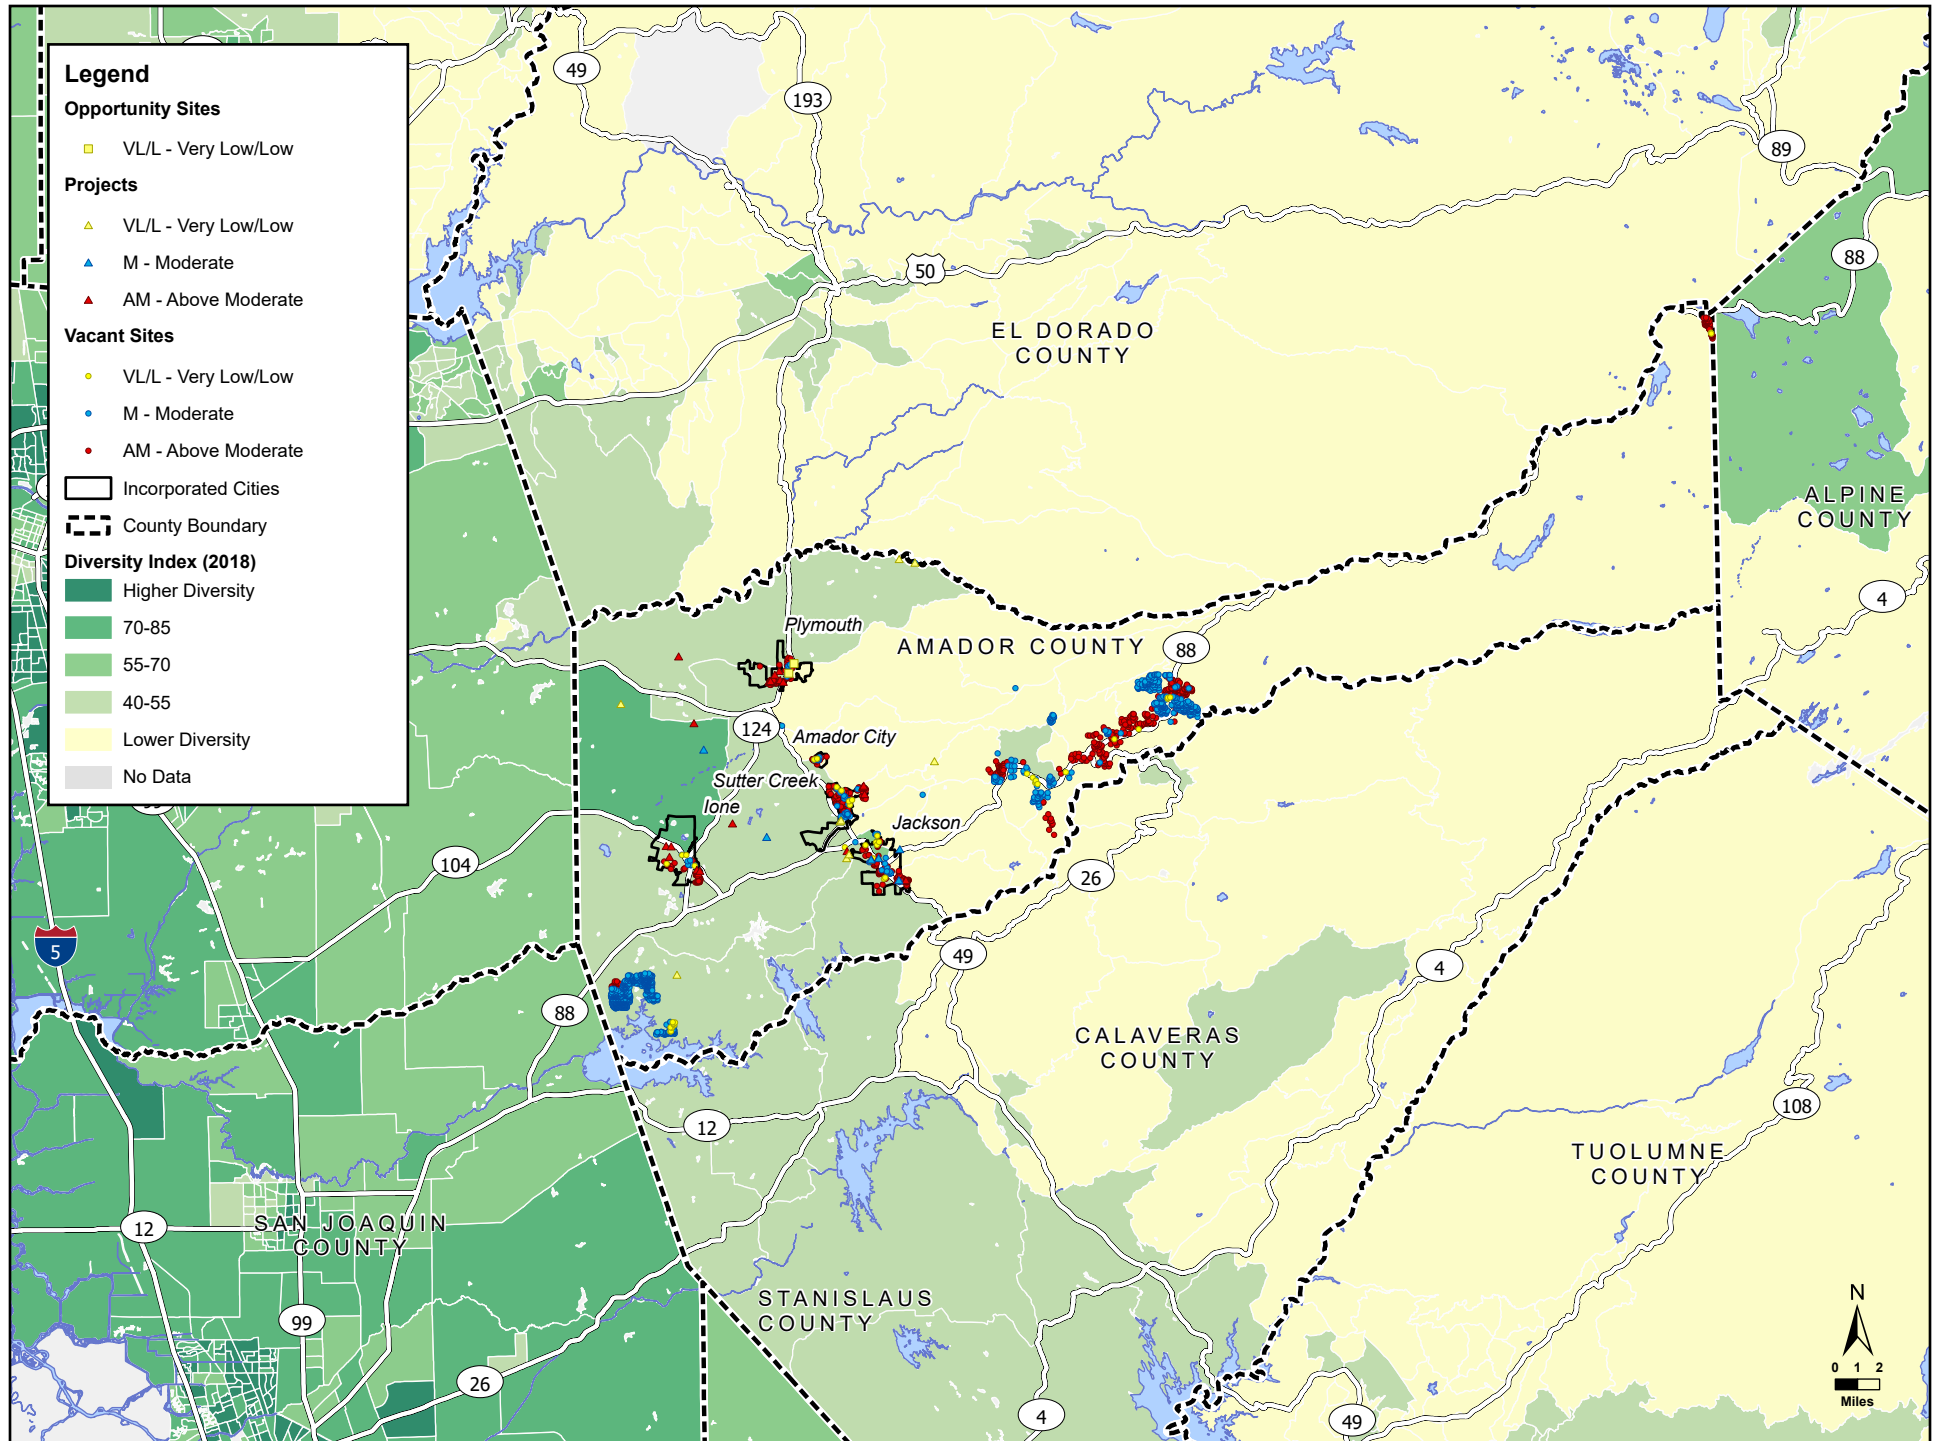 Legend
Opportunity Sites
VL/L - Very Low/Low
Projects
VL/L - Very Low/Low
M - Moderate
AM - Above Moderate
Vacant Sites
VL/L - Very Low/Low
M - Moderate
AM - Above Moderate
Incorporated Cities
County Boundary
Diversity Index (2018)
Higher Diversity
70-85
55-70
40-55
Lower Diversity
No Data
49
193
89
88
50
EL DORADO
COUNTY
ALPINE
COUNTY
4
Plymouth
AMADOR COUNTY
88
124
Amador City
Sutter Creek
Ione
Jackson
104
26
5
49
4
88
CALAVERAS
COUNTY
12
108
TUOLUMNE
COUNTY
12
SAN JOAQUIN
COUNTY
99
STANISLAUS
COUNTY
26
4
49
N
0 1 2
Miles